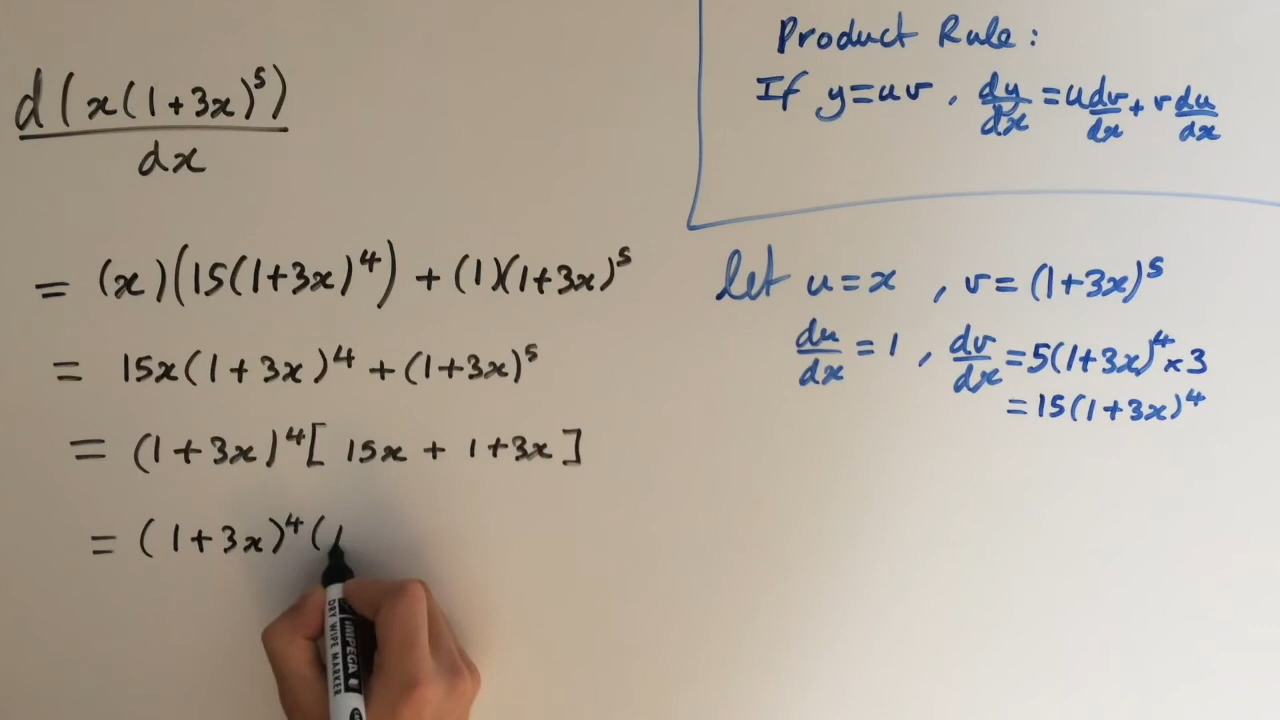 d(x(1+3x)⁵)
dx
= (x)(15(1+3x)⁴) + (1)(1+3x)⁵
= 15x(1+3x)⁴ + (1+3x)⁵
= (1+3x)⁴[ 15x + 1+3x ]
= (1+3x)⁴(1
Product Rule:
If y=uv, dy/dx = u dv/dx + v du/dx
let u=x , v=(1+3x)⁵
du/dx = 1 , dv/dx = 5(1+3x)⁴ × 3
= 15(1+3x)⁴
IMPEGA
DRY WIPE MARKER